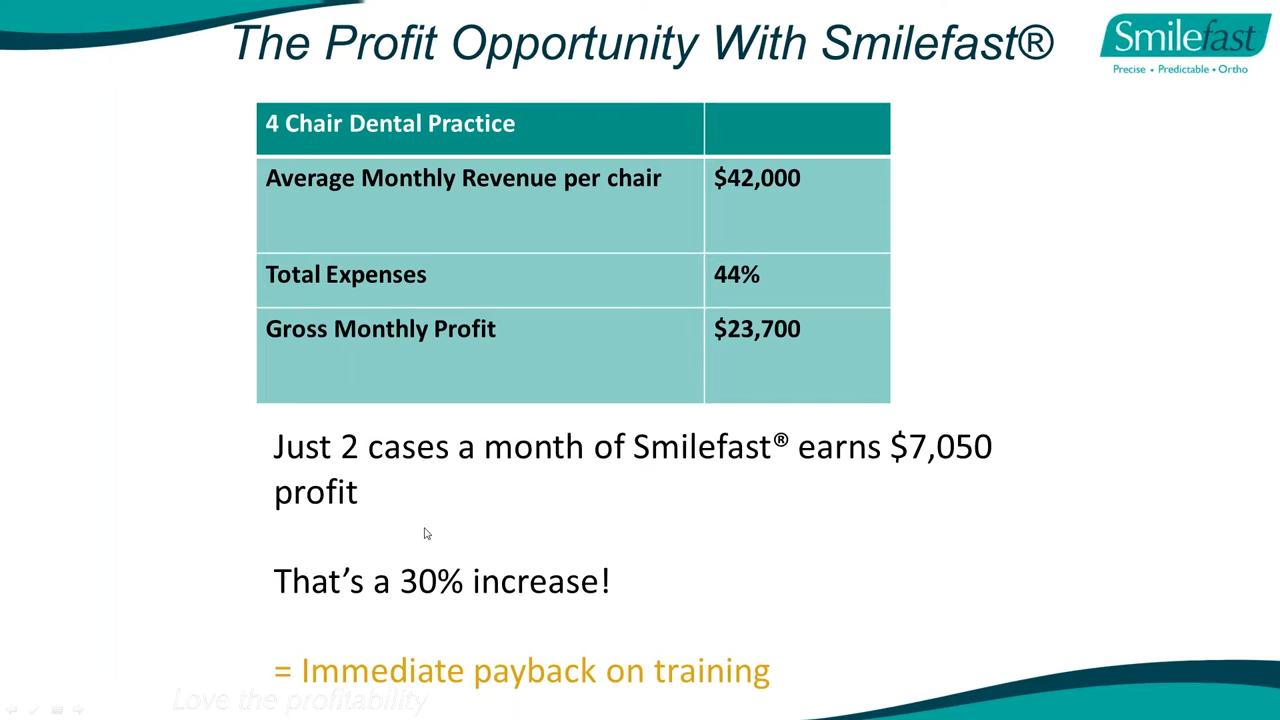 The Profit Opportunity With Smilefast®
Smilefast
Precise • Predictable • Ortho
4 Chair Dental Practice
Average Monthly Revenue per chair $42,000
Total Expenses 44%
Gross Monthly Profit $23,700
Just 2 cases a month of Smilefast® earns $7,050
profit
That’s a 30% increase!
= Immediate payback on training
Love the profitability